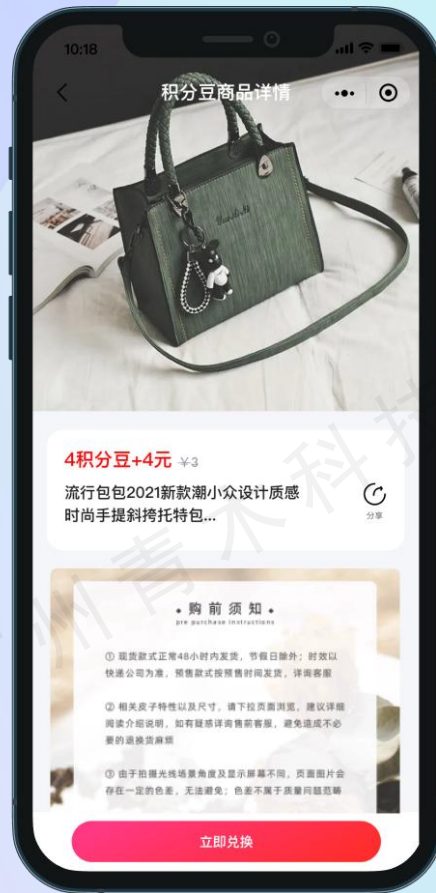 10:18
积分豆商品详情
4积分豆+4元 ¥3
流行包包2021新款潮小众设计质感
时尚手提斜挎托特包...
分享
购前须知
pre purchase instructions
① 现货款式正常48小时内发货，节假日除外；时效以
快递公司为准，预售款式按预售时间发货，详询客服
② 相关皮子特性以及尺寸，请下拉页面浏览，建议详细
阅读介绍说明，如有疑惑详询售前客服，避免造成不必
要的退换货麻烦
③ 由于拍摄光线场景角度及显示屏幕不同，页面图片会
存在一定的色差，无法避免；色差不属于质量问题范畴
立即兑换
州青木科技